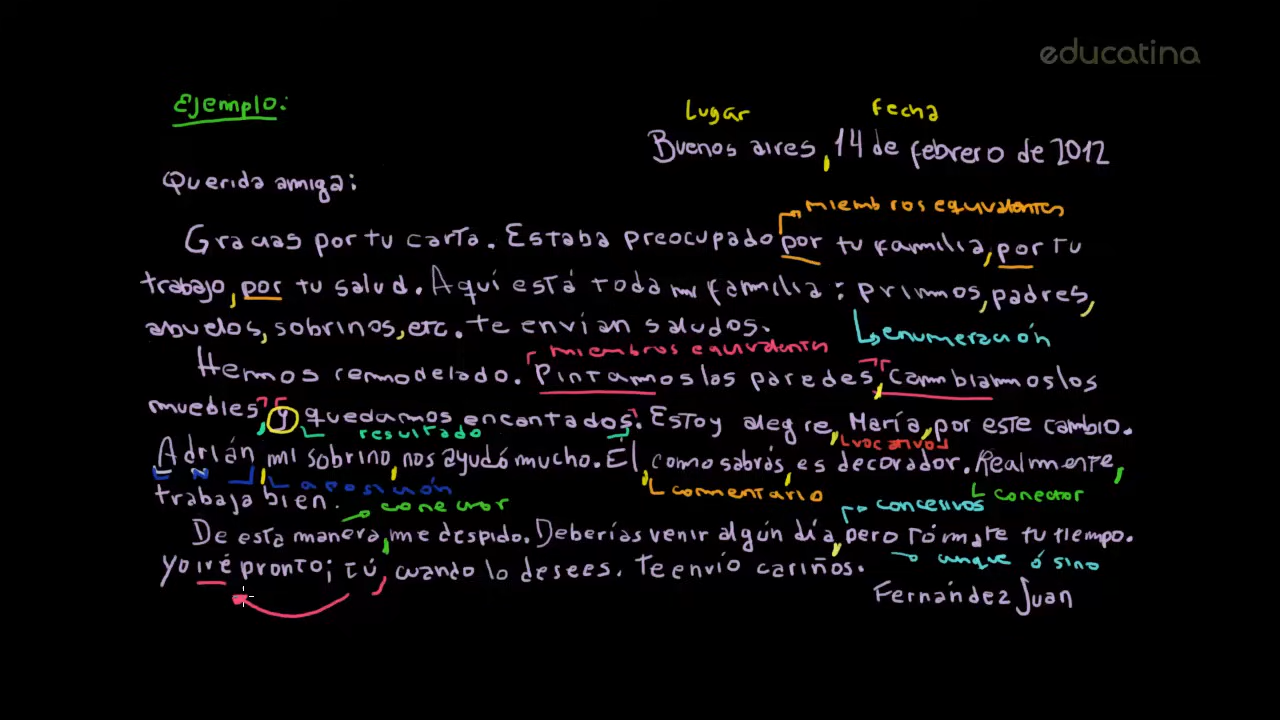 educatina
Ejemplo:
Lugar Fecha
Buenos aires, 14 de febrero de 2012
Querida amiga:
miembros equivalentes
Gracias por tu carta. Estaba preocupado por tu familia, por tu
trabajo, por tu salud. Aquí está toda mi familia: primos, padres,
abuelos, sobrinos, etc. te envían saludos.
enumeración
miembros equivalentes
Hemos remodelado. Pintamos las paredes, cambiamos los
muebles, y quedamos encantados. Estoy alegre, María, por este cambio.
resultado vocativos
Adrián, mi sobrino, nos ayudó mucho. El, como sabrás, es decorador. Realmente,
N aposición comentario conector
trabaja bien.
conector concesivos
De esta manera, me despido. Deberías venir algún día, pero tómate tu tiempo.
aunque ó sino
Yo iré pronto; tú, cuando lo desees. Te envío cariños.
Fernández Juan